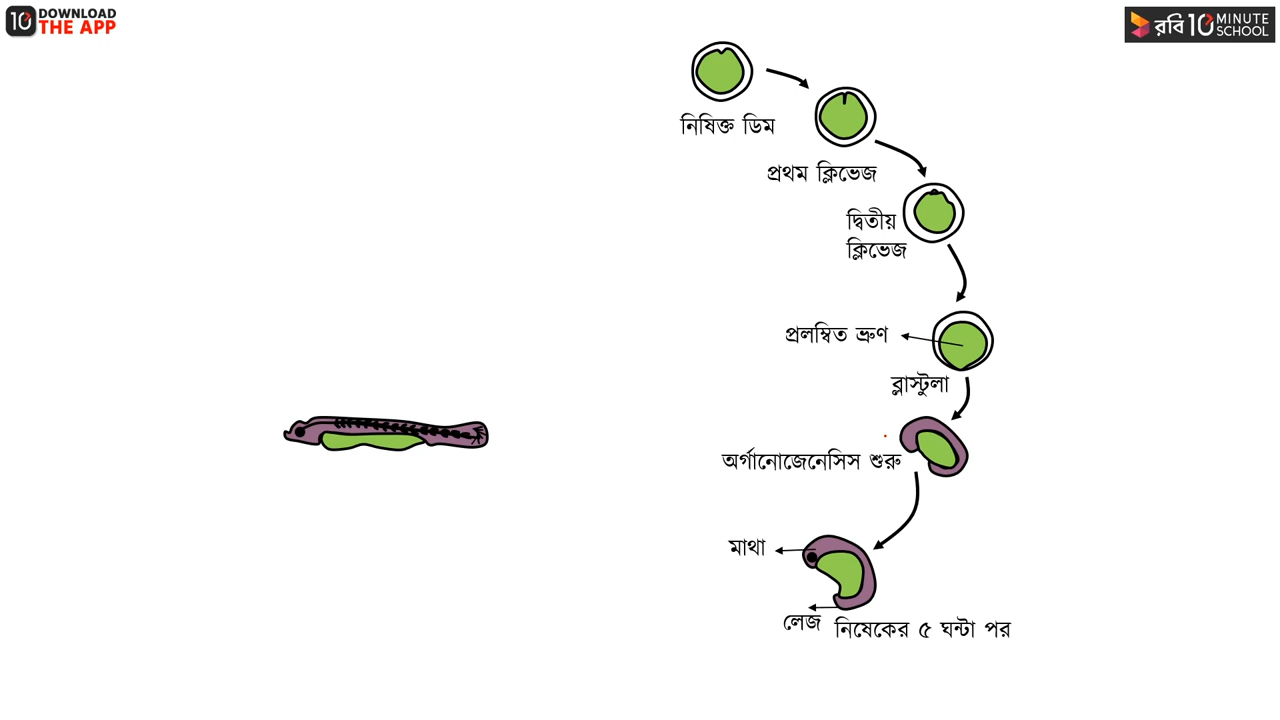 10 DOWNLOAD
THE APP
রবি 10 MINUTE
SCHOOL
নিষিক্ত ডিম
প্রথম ক্লিভেজ
দ্বিতীয়
ক্লিভেজ
প্রলম্বিত ভ্রুণ
ব্লাস্টুলা
অর্গানোজেনেসিস শুরু
মাথা
লেজ
নিষেকের ৫ ঘন্টা পর